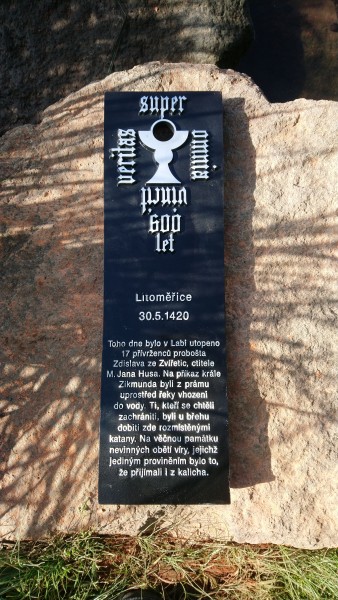 super
veritas
omnia
vincit
600
let
Litoměřice
30.5.1420
Toho dne bylo v Labi utopeno
17 přívrženců probošta
Zdislava ze Zvířetic, ctitele
M. Jana Husa. Na příkaz krále
Zikmunda byli z prámu
uprostřed řeky vhozeni
do vody. Ti, kteří se chtěli
zachrániti, byli u břehu
dobiti zde rozmístěnými
katany. Na věčnou památku
nevinných obětí víry, jejichž
jediným proviněním bylo to,
že přijímali i z kalicha.